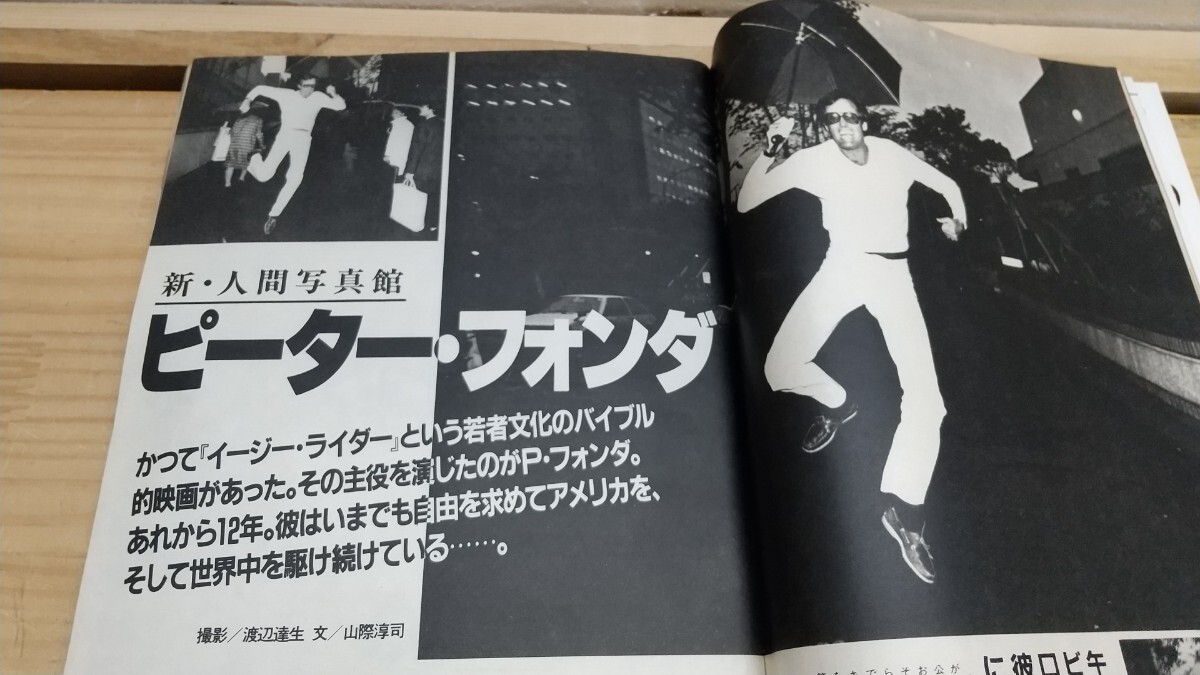 新・人間写真館
ピーター・フォンダ
かつて『イージー・ライダー』という若者文化のバイブル
的映画があった。その主役を演じたのがP・フォンダ。
あれから12年。彼はいまでも自由を求めてアメリカを、
そして世界中を駆け続けている……。
撮影／渡辺達生 文／山際淳司